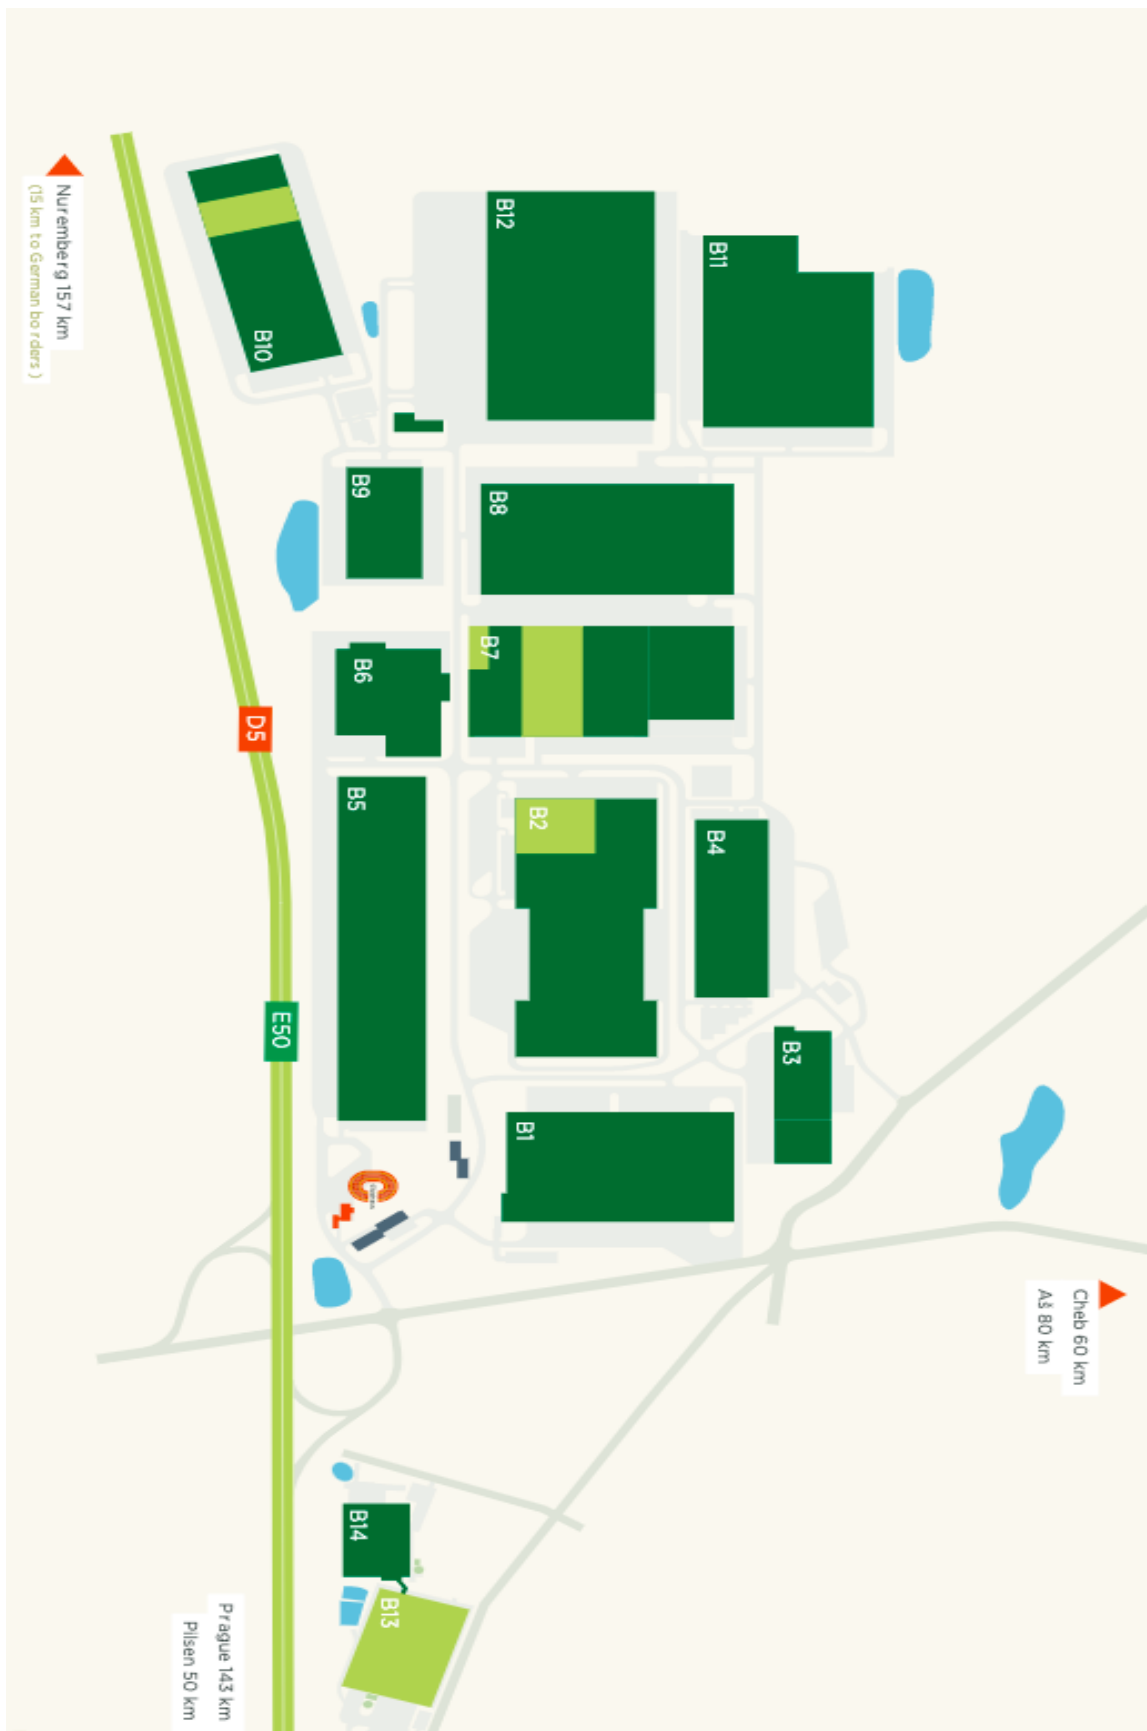 Nuremberg 157 km
(15 km to German borders)
B10
B12
B11
B9
B8
B6
B7
D5
B5
B2
B4
E50
B3
B1
Cheb 60 km
Aš 80 km
B14
B13
Prague 143 km
Pilsen 50 km